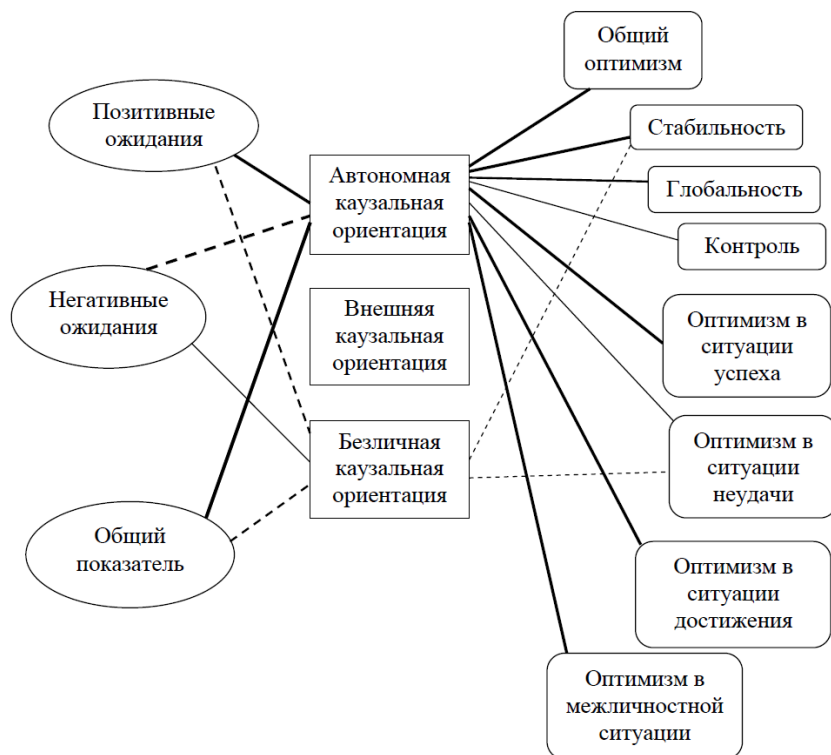 Общий
оптимизм
Позитивные
ожидания
Стабильность
Автономная
каузальная
ориентация
Глобальность
Контроль
Негативные
ожидания
Внешняя
каузальная
ориентация
Оптимизм в
ситуации
успеха
Безличная
каузальная
ориентация
Оптимизм в
ситуации
неудачи
Общий
показатель
Оптимизм в
ситуации
достижения
Оптимизм в
межличностной
ситуации